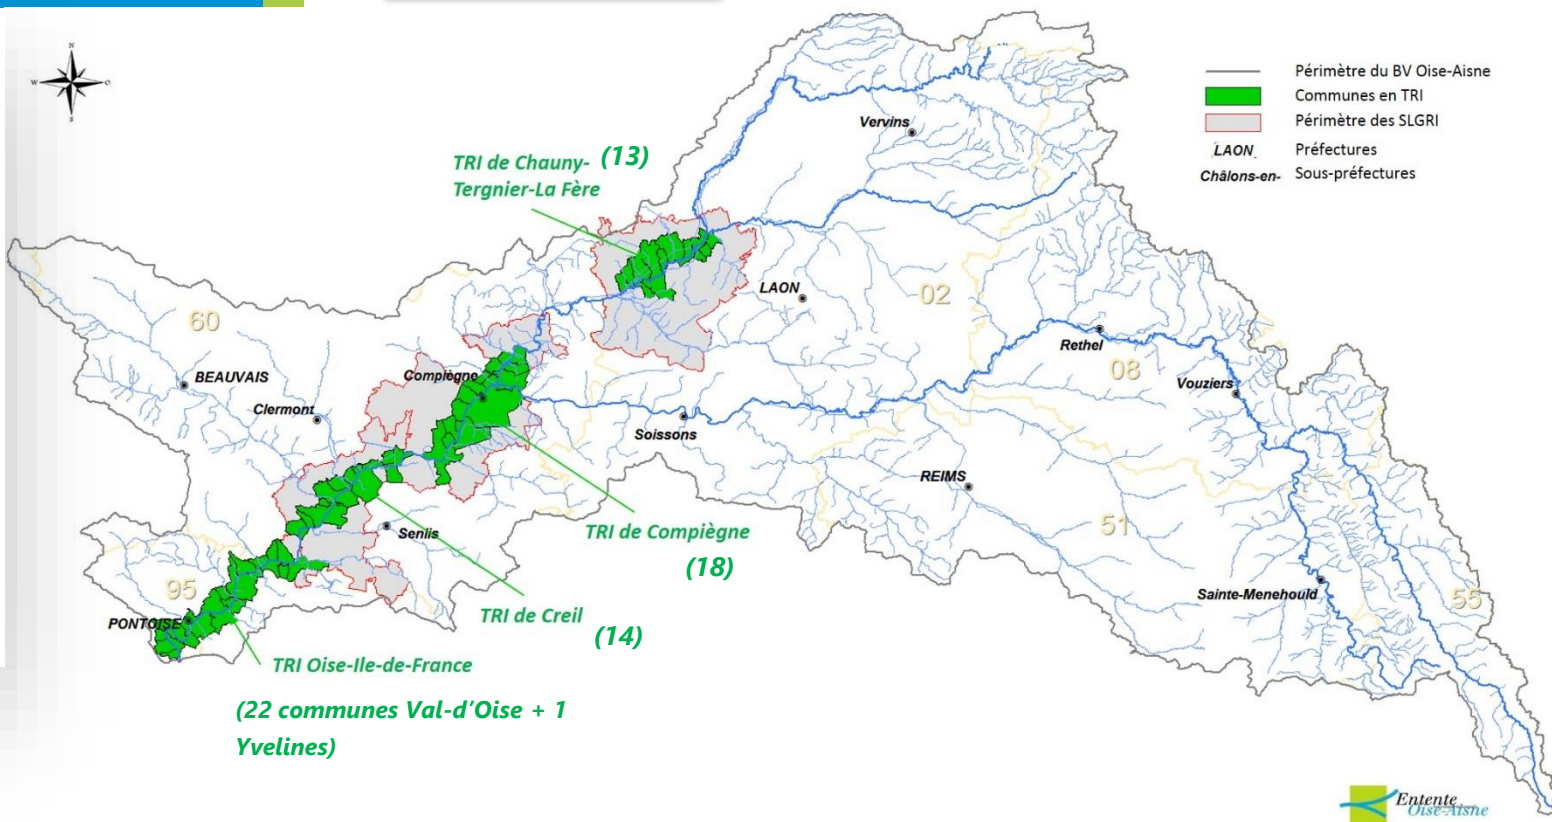 N
W
O
S
Périmètre du BV Oise-Aisne
Communes en TRI
Périmètre des SLGRI
LAON Préfectures
Châlons-en- Sous-préfectures
Vervins
TRI de Chauny- (13)
Tergnier-La Fère
LAON
02
60
Rethel
08
BEAUVAIS
Compiègne
Vouziers
Clermont
Soissons
REIMS
51
Senlis
TRI de Compiègne
(18)
95
Sainte-Menehould
55
PONTOISE
TRI de Creil
(14)
TRI Oise-Ile-de-France
(22 communes Val-d'Oise + 1
Yvelines)
Entente
Oise-Aisne